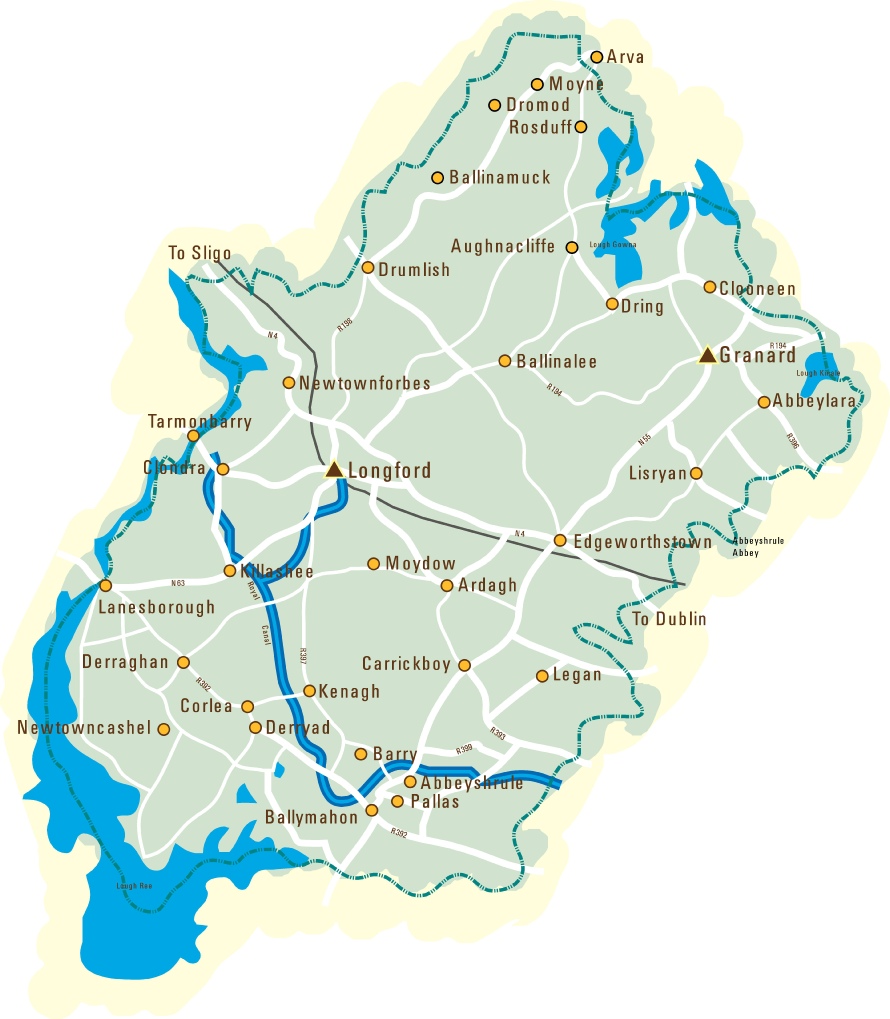 Arva
Moyne
Dromod
Rosduff
Ballinamuck
Aughnacliffe
Lough Gowna
To Sligo
Drumlish
Clooneen
Dring
R198
N4
Granard
R194
Ballinalee
Lough Kinale
Newtownforbes
R194
Abbeylara
Tarmonbarry
N55
R396
Clondra
Longford
Lisryan
N4
Edgeworthstown
Abbeyshrule
Abbey
Killashee
Moydow
N63
Ardagh
Royal
Canal
Lanesborough
To Dublin
R397
Derraghan
Carrickboy
Legan
R392
Kenagh
Corlea
Newtowncashel
Derryad
R393
R399
Barry
Abbeyshrule
Pallas
Ballymahon
R392
Lough Ree